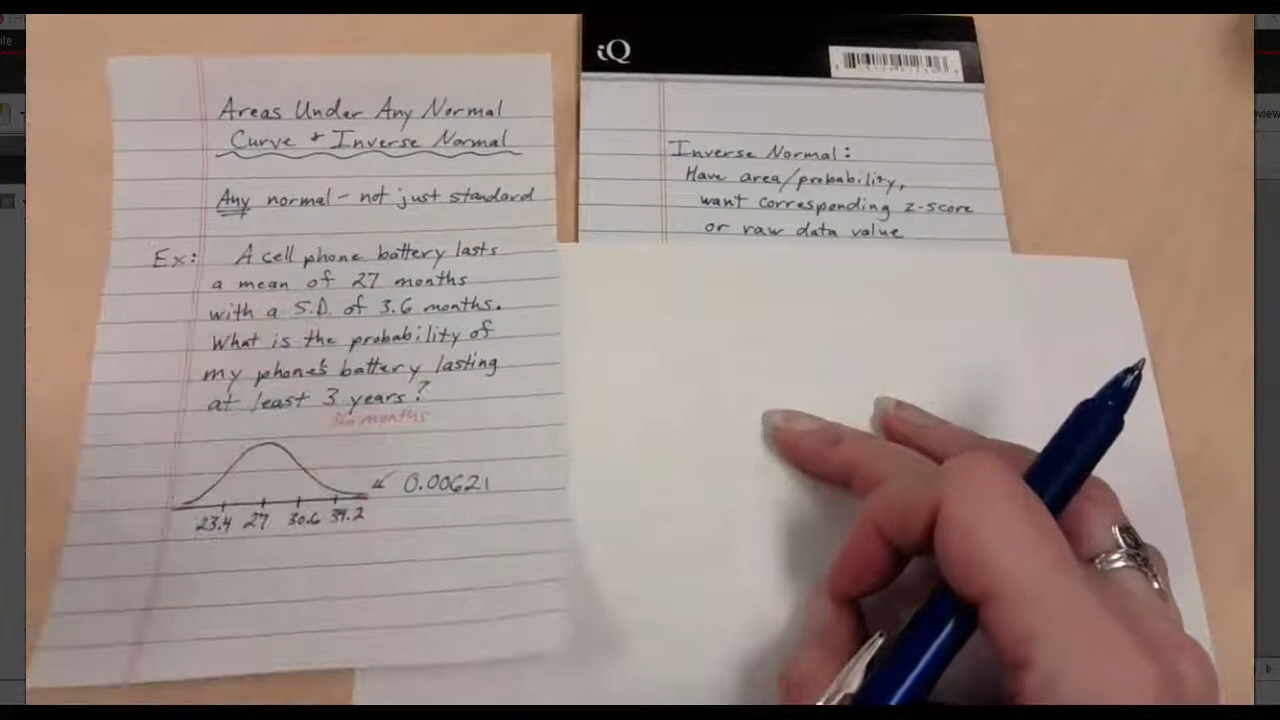 Areas Under Any Normal
Curve + Inverse Normal
Any normal - not just standard
Ex: A cell phone battery lasts
a mean of 27 months
with a S.D. of 3.6 months.
What is the probability of
my phone's battery lasting
at least 3 years?
36 months
0.00621
23.4 27 30.6 34.2
iQ
Inverse Normal:
Have area/probability,
want corresponding z-score
or raw data value